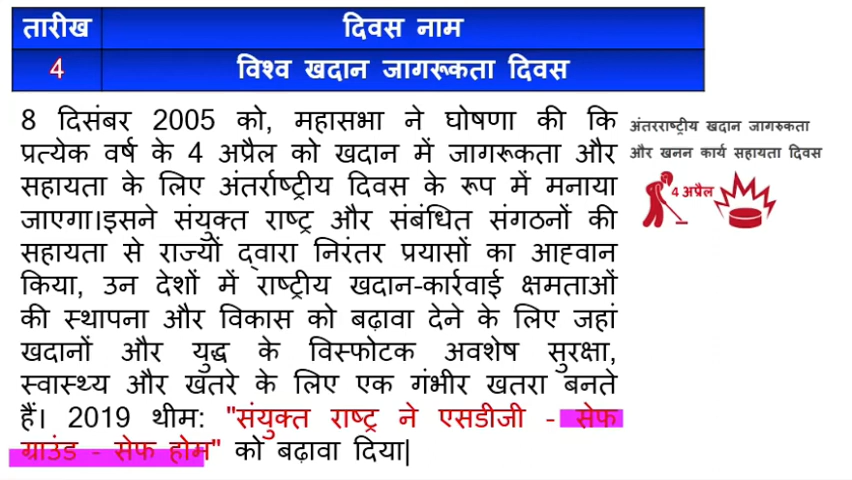 तारीख दिवस नाम
4 विश्व खदान जागरूकता दिवस
8 दिसंबर 2005 को, महासभा ने घोषणा की कि
प्रत्येक वर्ष के 4 अप्रैल को खदान में जागरूकता और
सहायता के लिए अंतर्राष्ट्रीय दिवस के रूप में मनाया
जाएगा।इसने संयुक्त राष्ट्र और संबंधित संगठनों की
सहायता से राज्यों द्वारा निरंतर प्रयासों का आह्वान
किया, उन देशों में राष्ट्रीय खदान-कार्रवाई क्षमताओं
की स्थापना और विकास को बढ़ावा देने के लिए जहां
खदानों और युद्ध के विस्फोटक अवशेष सुरक्षा,
स्वास्थ्य और खतरे के लिए एक गंभीर खतरा बनते
हैं। 2019 थीम: "संयुक्त राष्ट्र ने एसडीजी - सेफ
ग्राउंड - सेफ होम" को बढ़ावा दिया|
अंतरराष्ट्रीय खदान जागरुकता
और खनन कार्य सहायता दिवस
4 अप्रैल